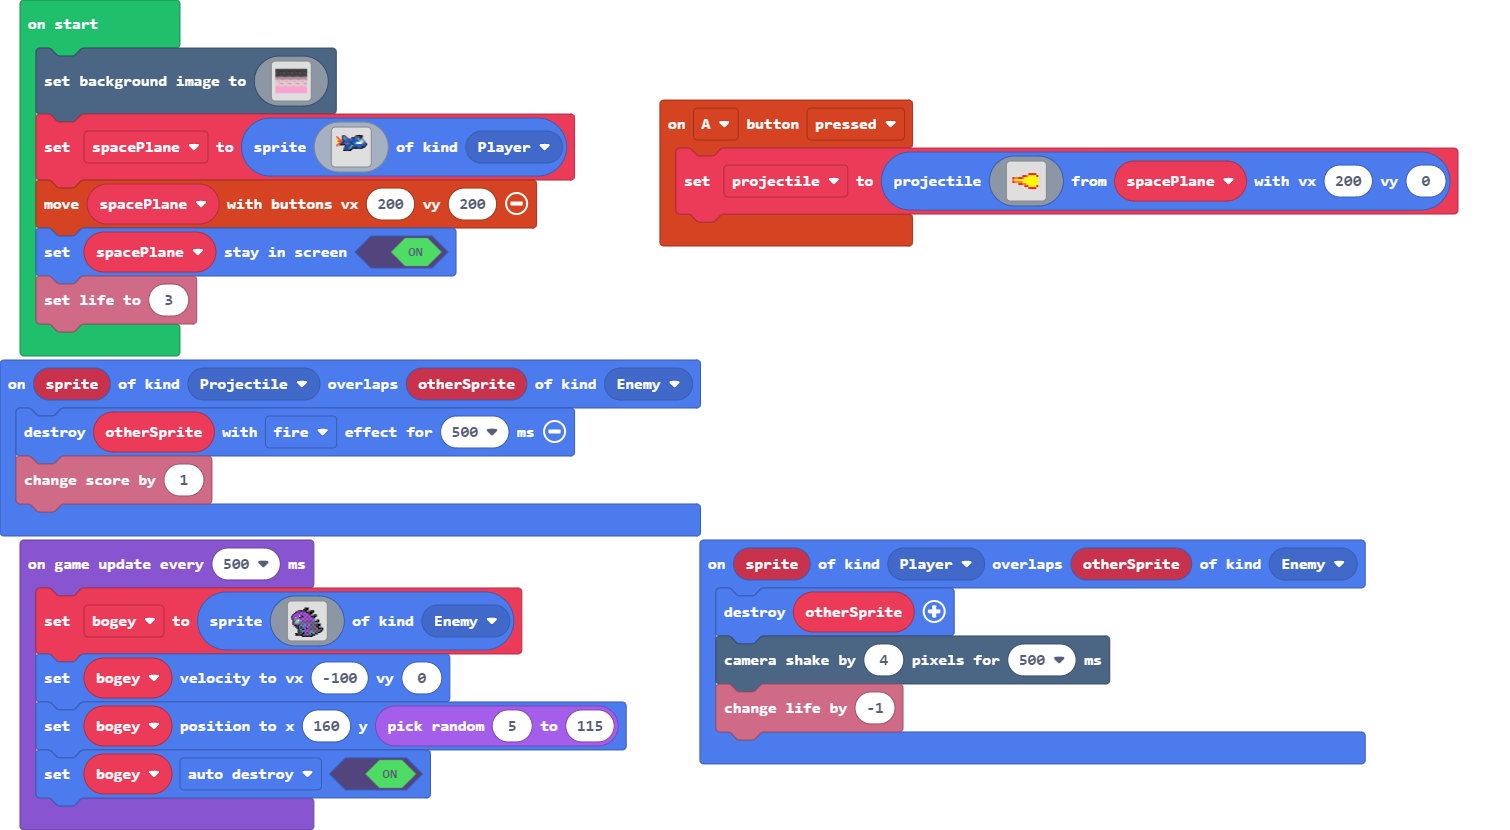 on start
set background image to
set spacePlane to sprite of kind Player
move spacePlane with buttons vx 200 vy 200
set spacePlane stay in screen ON
set life to 3
on A button pressed
set projectile to projectile from spacePlane with vx 200 vy 0
on sprite of kind Projectile overlaps otherSprite of kind Enemy
destroy otherSprite with fire effect for 500 ms
change score by 1
on game update every 500 ms
set bogey to sprite of kind Enemy
set bogey velocity to vx -100 vy 0
set bogey position to x 160 y pick random 5 to 115
set bogey auto destroy ON
on sprite of kind Player overlaps otherSprite of kind Enemy
destroy otherSprite
camera shake by 4 pixels for 500 ms
change life by -1